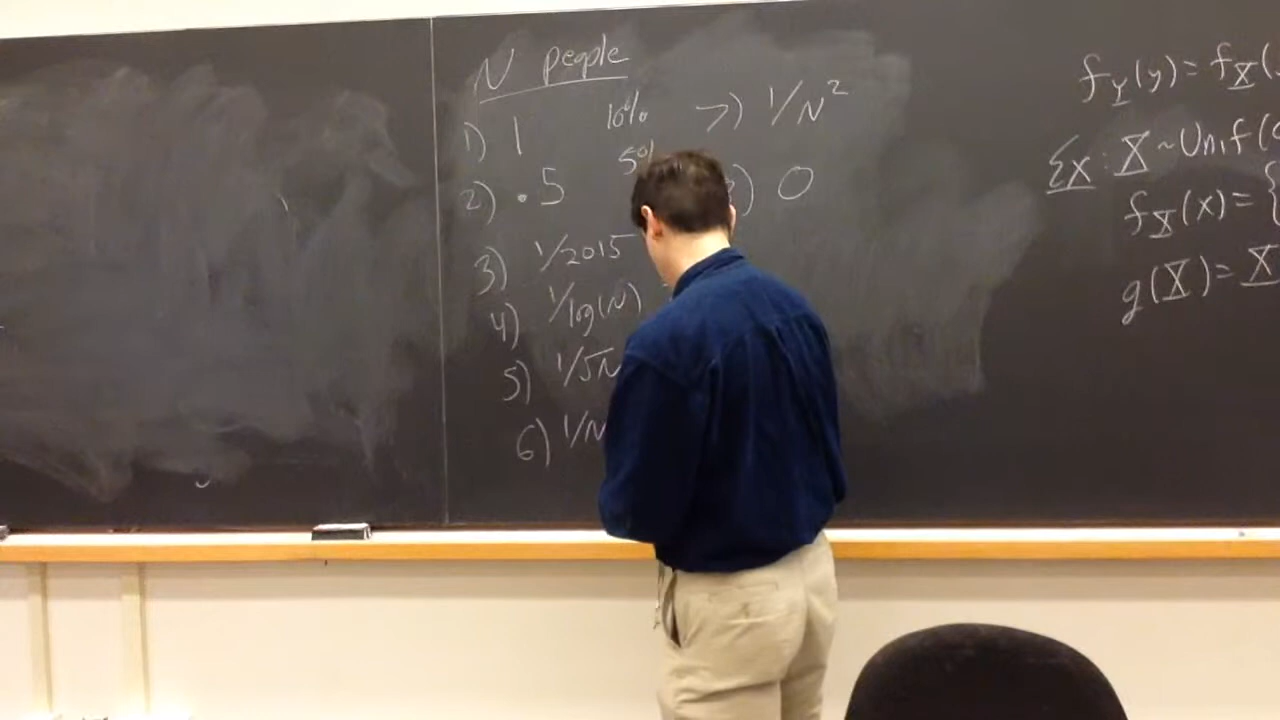 N people
1) 1
10%
2) .5
5%
3) 1/2015
4) 1/log(N)
5) 1/√N
6) 1/N
7) 1/N²
) 0
f_Y(y) = f_X(
Ex: X ~ Unif(
f_X(x) = {
g(X) = X